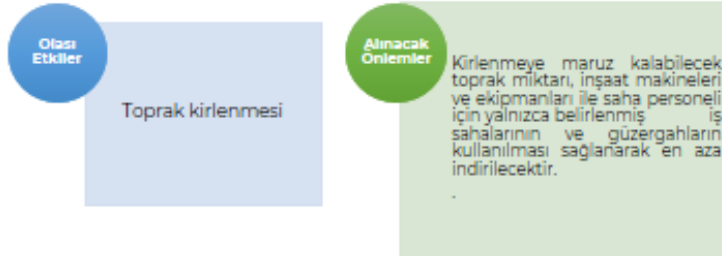 Olası
Etkiler
Toprak kirlenmesi
Alınacak
Önlemler
Kirlenmeye maruz kalabilecek
toprak miktarı, inşaat makineleri
ve ekipmanları ile saha personeli
için yalnızca belirlenmiş iş
sahalarının ve güzergahların
kullanılması sağlanarak en aza
indirilecektir.
.